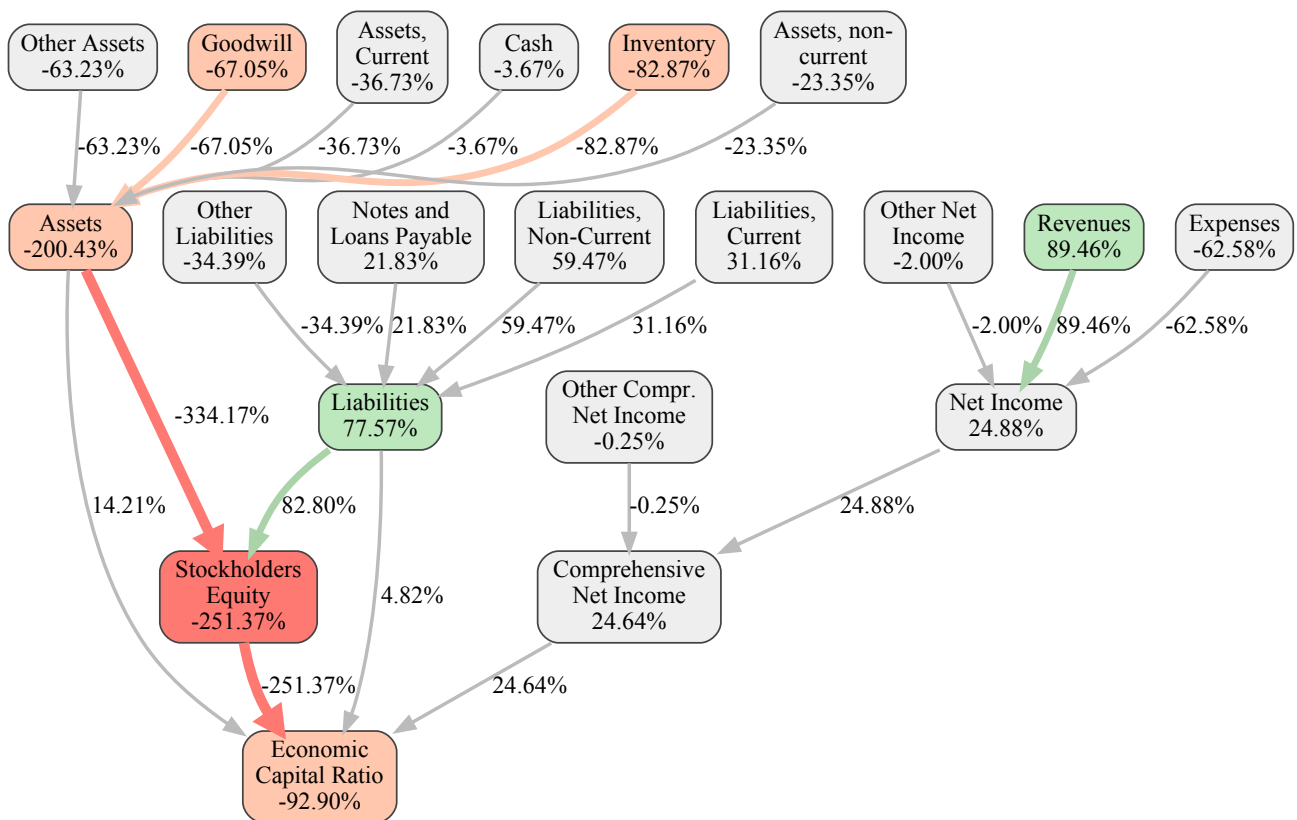 Other Assets
-63.23%
Goodwill
-67.05%
Assets,
Current
-36.73%
Cash
-3.67%
Inventory
-82.87%
Assets, non-
current
-23.35%
-63.23%
-67.05%
-36.73%
-3.67%
-82.87%
-23.35%
Assets
-200.43%
Other
Liabilities
-34.39%
Notes and
Loans Payable
21.83%
Liabilities,
Non-Current
59.47%
Liabilities,
Current
31.16%
Other Net
Income
-2.00%
Revenues
89.46%
Expenses
-62.58%
-34.39%
21.83%
59.47%
31.16%
-2.00%
89.46%
-62.58%
-334.17%
Liabilities
77.57%
Other Compr.
Net Income
-0.25%
Net Income
24.88%
14.21%
82.80%
-0.25%
24.88%
Stockholders
Equity
-251.37%
4.82%
Comprehensive
Net Income
24.64%
-251.37%
24.64%
Economic
Capital Ratio
-92.90%